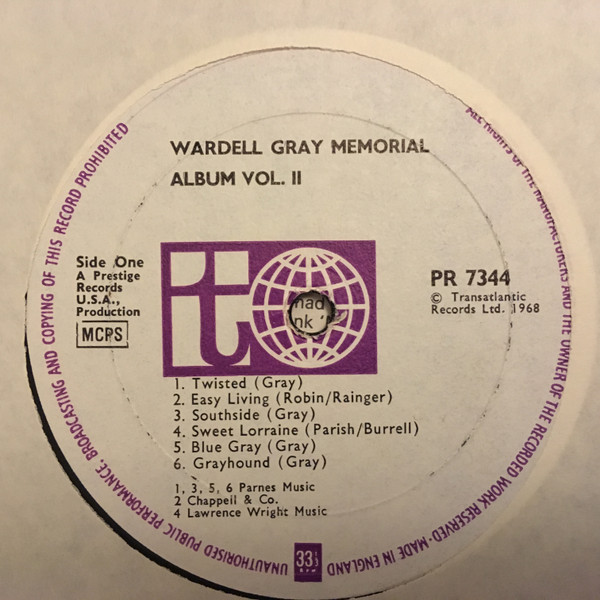 WARDELL GRAY MEMORIAL
ALBUM VOL. II
Side One
A Prestige
Records
U.S.A.,
Production
MCPS
PR 7344
© Transatlantic
Records Ltd. 1968
it
1. Twisted (Gray)
2. Easy Living (Robin/Rainger)
3. Southside (Gray)
4. Sweet Lorraine (Parish/Burrell)
5. Blue Gray (Gray)
6. Grayhound (Gray)
1, 3, 5, 6 Parnes Music
2 Chappell & Co.
4 Lawrence Wright Music
ALL RIGHTS OF THE MANUFACTURERS AND THE OWNER OF THE RECORDED WORK RESERVED · MADE IN ENGLAND
33 1/3
UNAUTHORISED PUBLIC PERFORMANCE, BROADCASTING AND COPYING OF THIS RECORD PROHIBITED